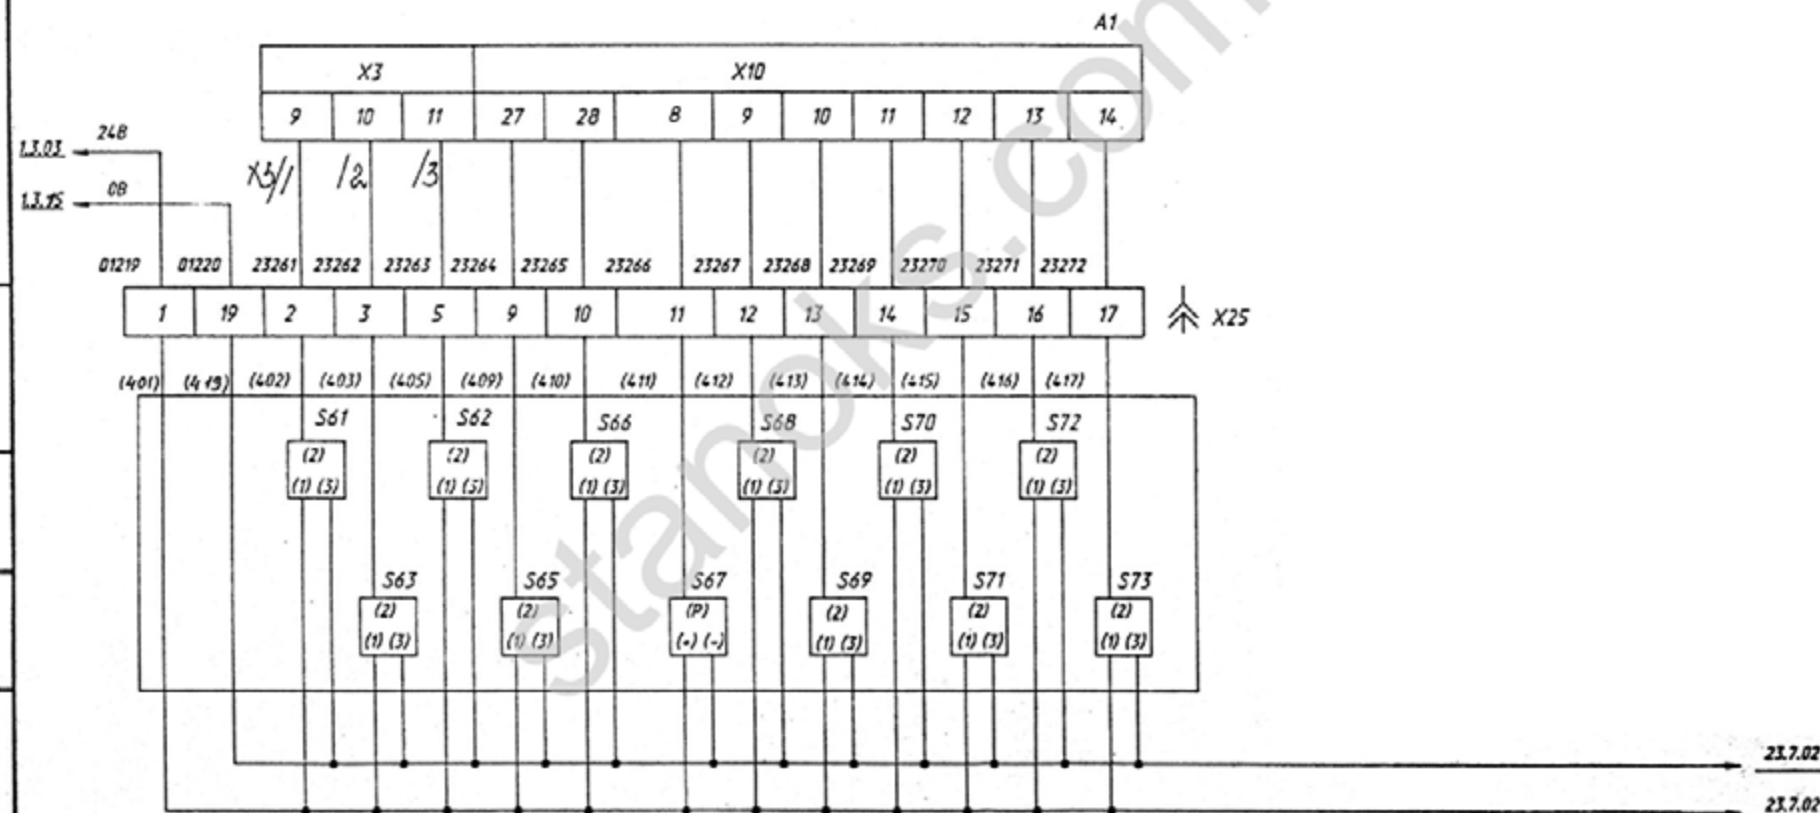 A1
X3 X10
9 10 11 27 28 8 9 10 11 12 13 14
24В
1.3.03
X3/1 /2 /3
0В
1.3.15
01219 01220 23261 23262 23263 23264 23265 23266 23267 23268 23269 23270 23271 23272
1 19 2 3 5 9 10 11 12 13 14 15 16 17 X25
(401) (419) (402) (403) (405) (409) (410) (411) (412) (413) (414) (415) (416) (417)
S61 S62 S66 S68 S70 S72
(2) (2) (2) (2) (2) (2)
(1) (3) (1) (3) (1) (3) (1) (3) (1) (3) (1) (3)
S63 S65 S67 S69 S71 S73
(2) (2) (P) (2) (2) (2)
(1) (3) (1) (3) (+) (-) (1) (3) (1) (3) (1) (3)
23.7.02
23.7.02
stanoks.com